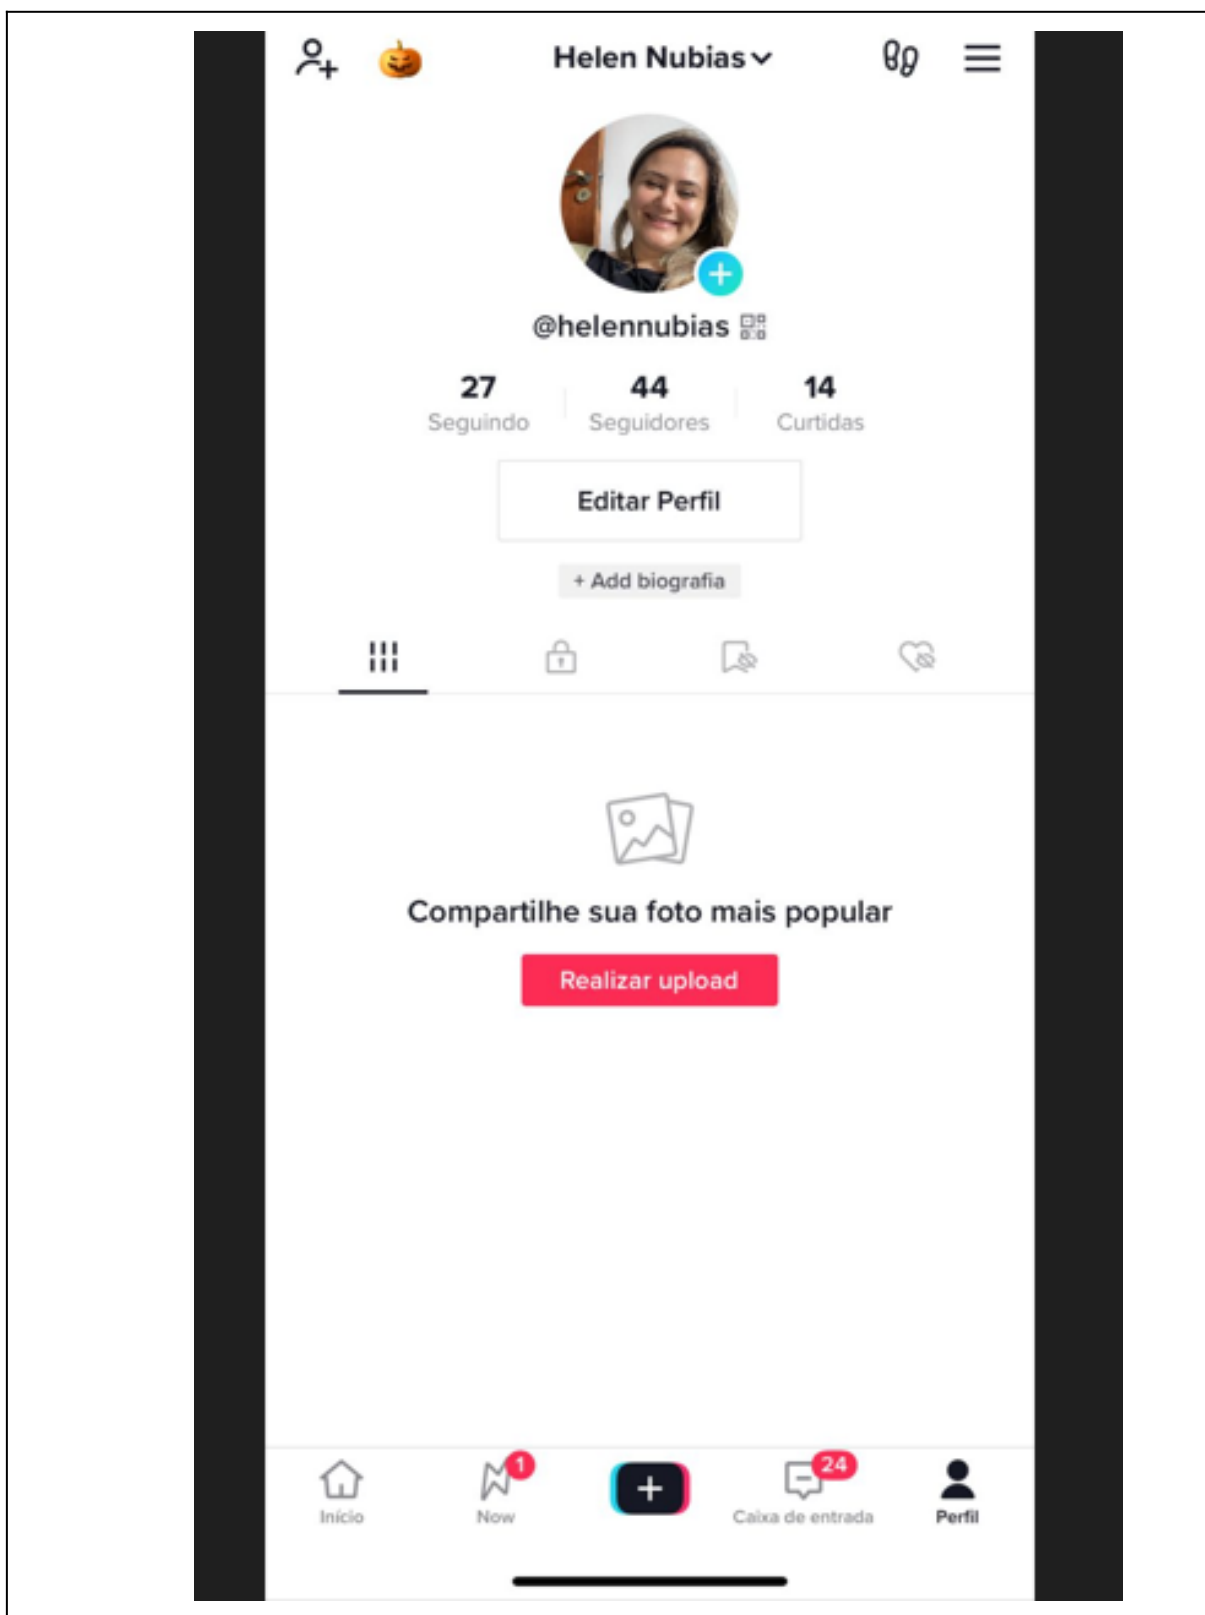 Helen Nubias
@helennubias
27 44 14
Seguindo Seguidores Curtidas
Editar Perfil
+ Add biografia
Compartilhe sua foto mais popular
Realizar upload
1 24
Início Now Caixa de entrada Perfil